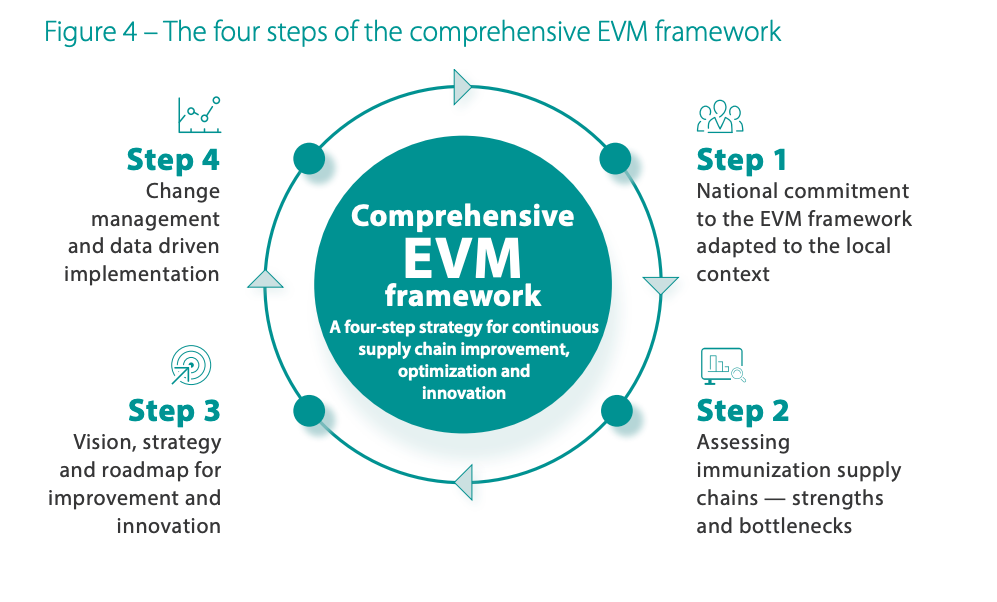 Figure 4 – The four steps of the comprehensive EVM framework
Comprehensive
EVM
framework
A four-step strategy for continuous
supply chain improvement,
optimization and
innovation
Step 1
National commitment
to the EVM framework
adapted to the local
context
Step 2
Assessing
immunization supply
chains — strengths
and bottlenecks
Step 3
Vision, strategy
and roadmap for
improvement and
innovation
Step 4
Change
management
and data driven
implementation